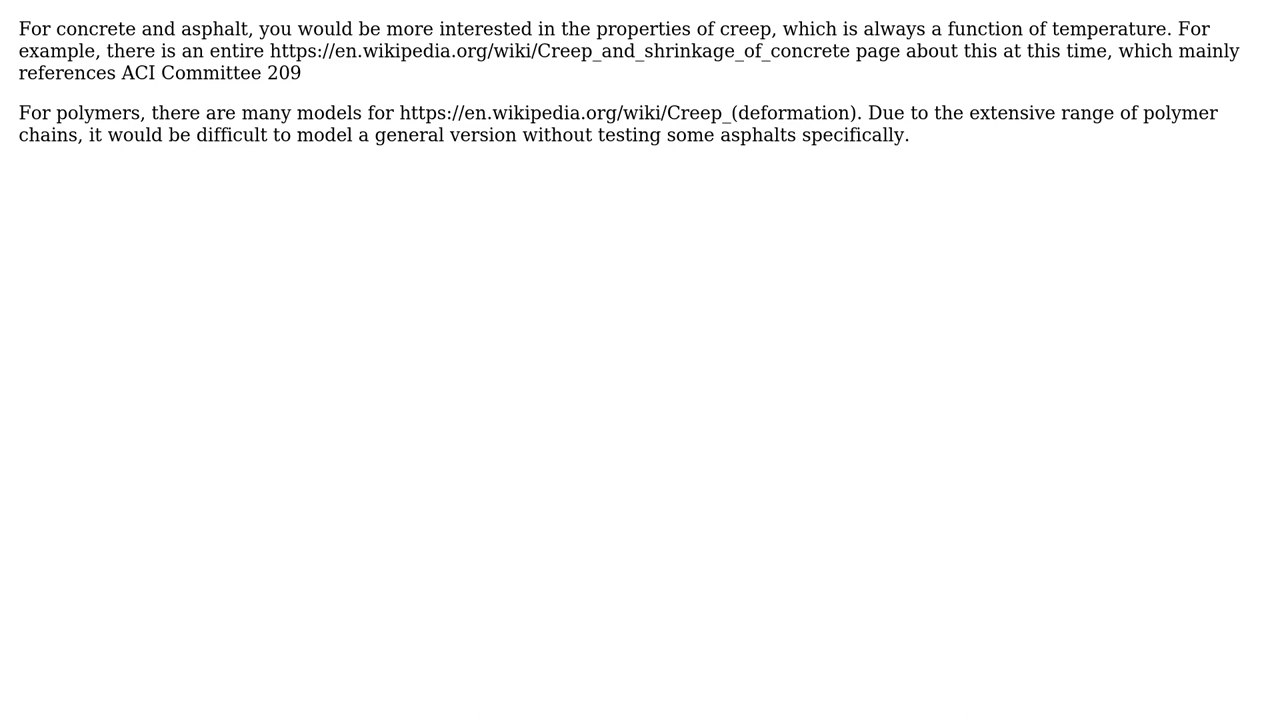 For concrete and asphalt, you would be more interested in the properties of creep, which is always a function of temperature. For
example, there is an entire https://en.wikipedia.org/wiki/Creep_and_shrinkage_of_concrete page about this at this time, which mainly
references ACI Committee 209
For polymers, there are many models for https://en.wikipedia.org/wiki/Creep_(deformation). Due to the extensive range of polymer
chains, it would be difficult to model a general version without testing some asphalts specifically.